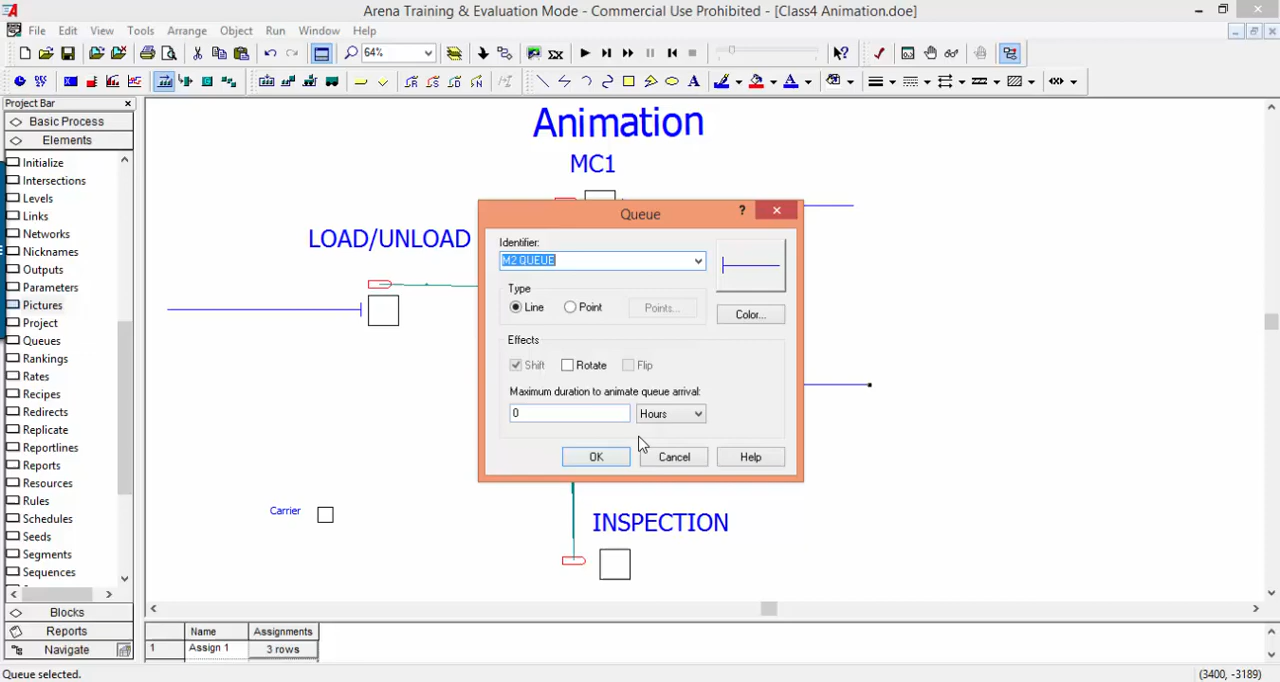 Arena Training & Evaluation Mode - Commercial Use Prohibited - [Class4 Animation.doe]
File Edit View Tools Arrange Object Run Window Help
64%
Project Bar
Basic Process
Elements
Initialize
Intersections
Levels
Links
Networks
Nicknames
Outputs
Parameters
Pictures
Project
Queues
Rankings
Rates
Recipes
Redirects
Replicate
Reportlines
Reports
Resources
Rules
Schedules
Seeds
Segments
Sequences
Blocks
Reports
Navigate
Animation
MC1
LOAD/UNLOAD
Carrier
INSPECTION
Queue
Identifier:
M2 QUEUE
Type
Line Point Points...
Color...
Effects
Shift Rotate Flip
Maximum duration to animate queue arrival:
0 Hours
OK Cancel Help
Name Assignments
1 Assign 1 3 rows
Queue selected.
(3400, -3189)